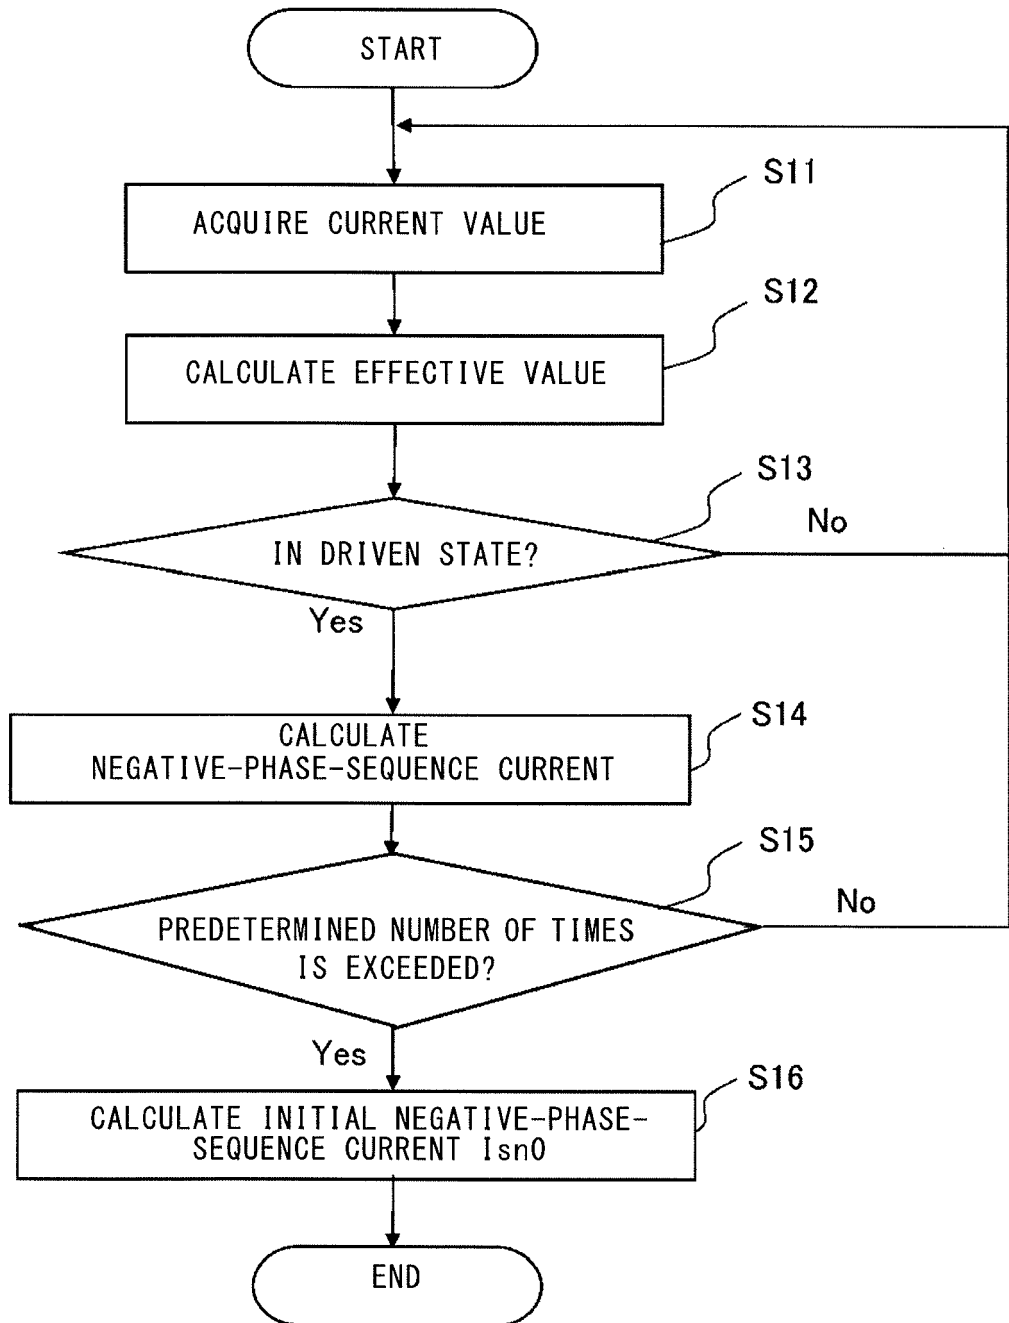 START
S11
ACQUIRE CURRENT VALUE
S12
CALCULATE EFFECTIVE VALUE
S13
No
IN DRIVEN STATE?
Yes
S14
CALCULATE
NEGATIVE-PHASE-SEQUENCE CURRENT
S15
No
PREDETERMINED NUMBER OF TIMES
IS EXCEEDED?
Yes
S16
CALCULATE INITIAL NEGATIVE-PHASE-
SEQUENCE CURRENT Isn0
END